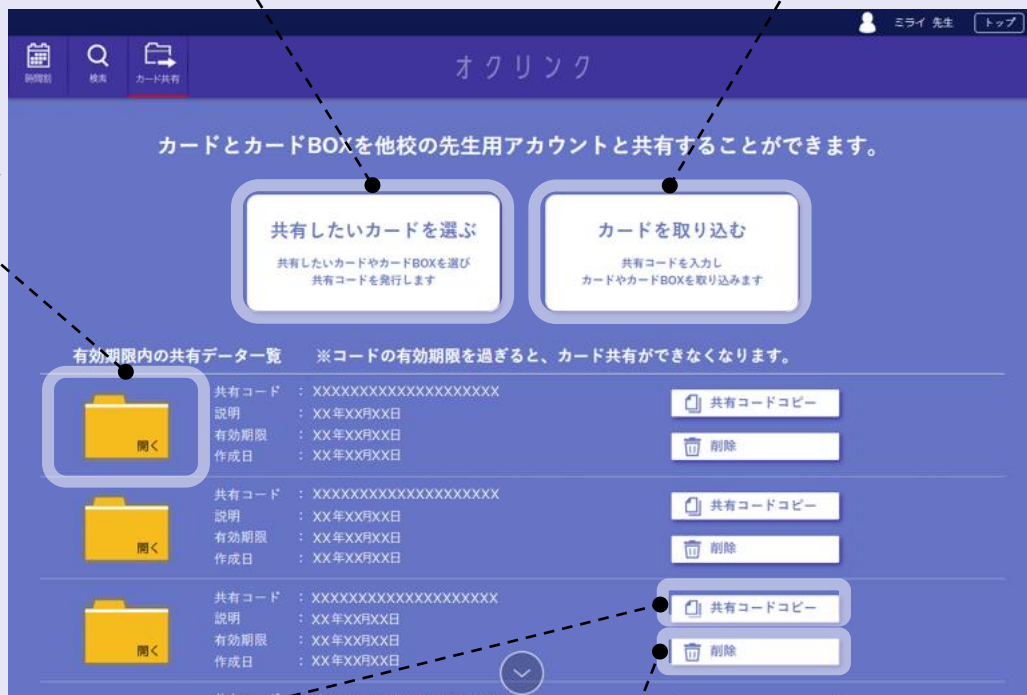 ミライ 先生
トップ
時間割
検索
カード共有
オクリンク
カードとカードBOXを他校の先生用アカウントと共有することができます。
共有したいカードを選ぶ
共有したいカードやカードBOXを選び
共有コードを発行します
カードを取り込む
共有コードを入力し
カードやカードBOXを取り込みます
有効期限内の共有データ一覧 ※コードの有効期限を過ぎると、カード共有ができなくなります。
開く
共有コード : XXXXXXXXXXXXXXXXXXXX
説明 : XX年XX月XX日
有効期限 : XX年XX月XX日
作成日 : XX年XX月XX日
共有コードコピー
削除
開く
共有コード : XXXXXXXXXXXXXXXXXXXX
説明 : XX年XX月XX日
有効期限 : XX年XX月XX日
作成日 : XX年XX月XX日
共有コードコピー
削除
開く
共有コード : XXXXXXXXXXXXXXXXXXXX
説明 : XX年XX月XX日
有効期限 : XX年XX月XX日
作成日 : XX年XX月XX日
共有コードコピー
削除